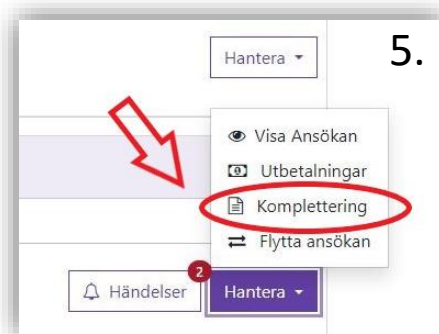 Hantera
5.
Visa Ansökan
Utbetalningar
Komplettering
Flytta ansökan
2
Händelser
Hantera